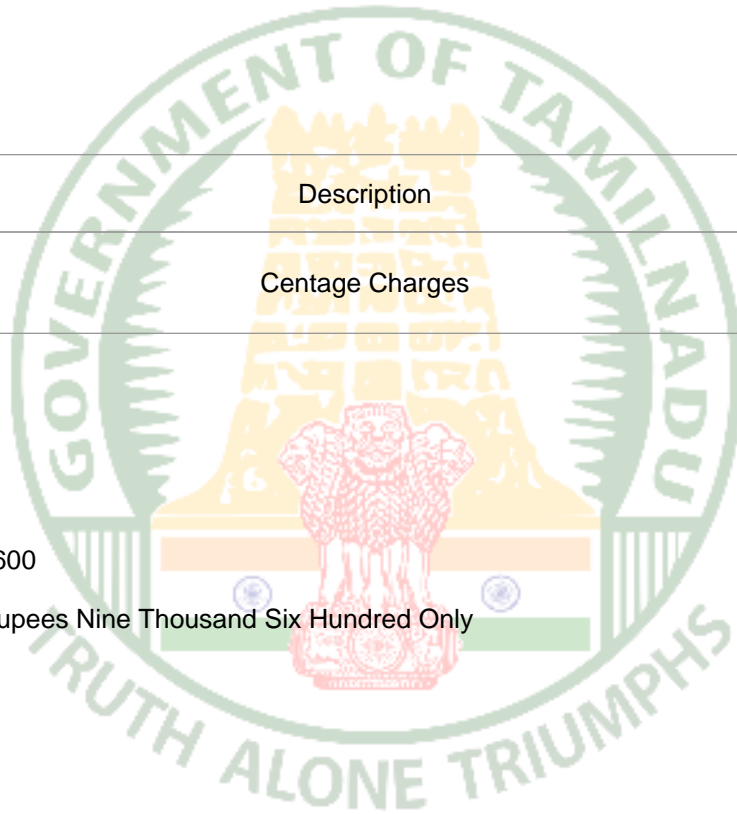 GOVERNMENT OF TAMILNADU
Description
Centage Charges
600
upees Nine Thousand Six Hundred Only
TRUTH ALONE TRIUMPHS